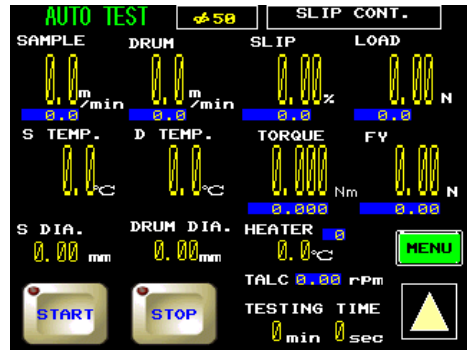 AUTO TEST ⌀50 SLIP CONT.
SAMPLE DRUM SLIP LOAD
0.0 m/min 0.0 m/min 0.00 % 0.00 N
0.0 0.0 0.0 0.0
S TEMP. D TEMP. TORQUE FY
0.0 °C 0.0 °C 0.000 Nm 0.00 N
0.000 0.00
S DIA. DRUM DIA. HEATER 0
0.00 mm 0.00 mm 0.0 °C MENU
TALC 0.00 rpm
START STOP TESTING TIME
0 min 0 sec